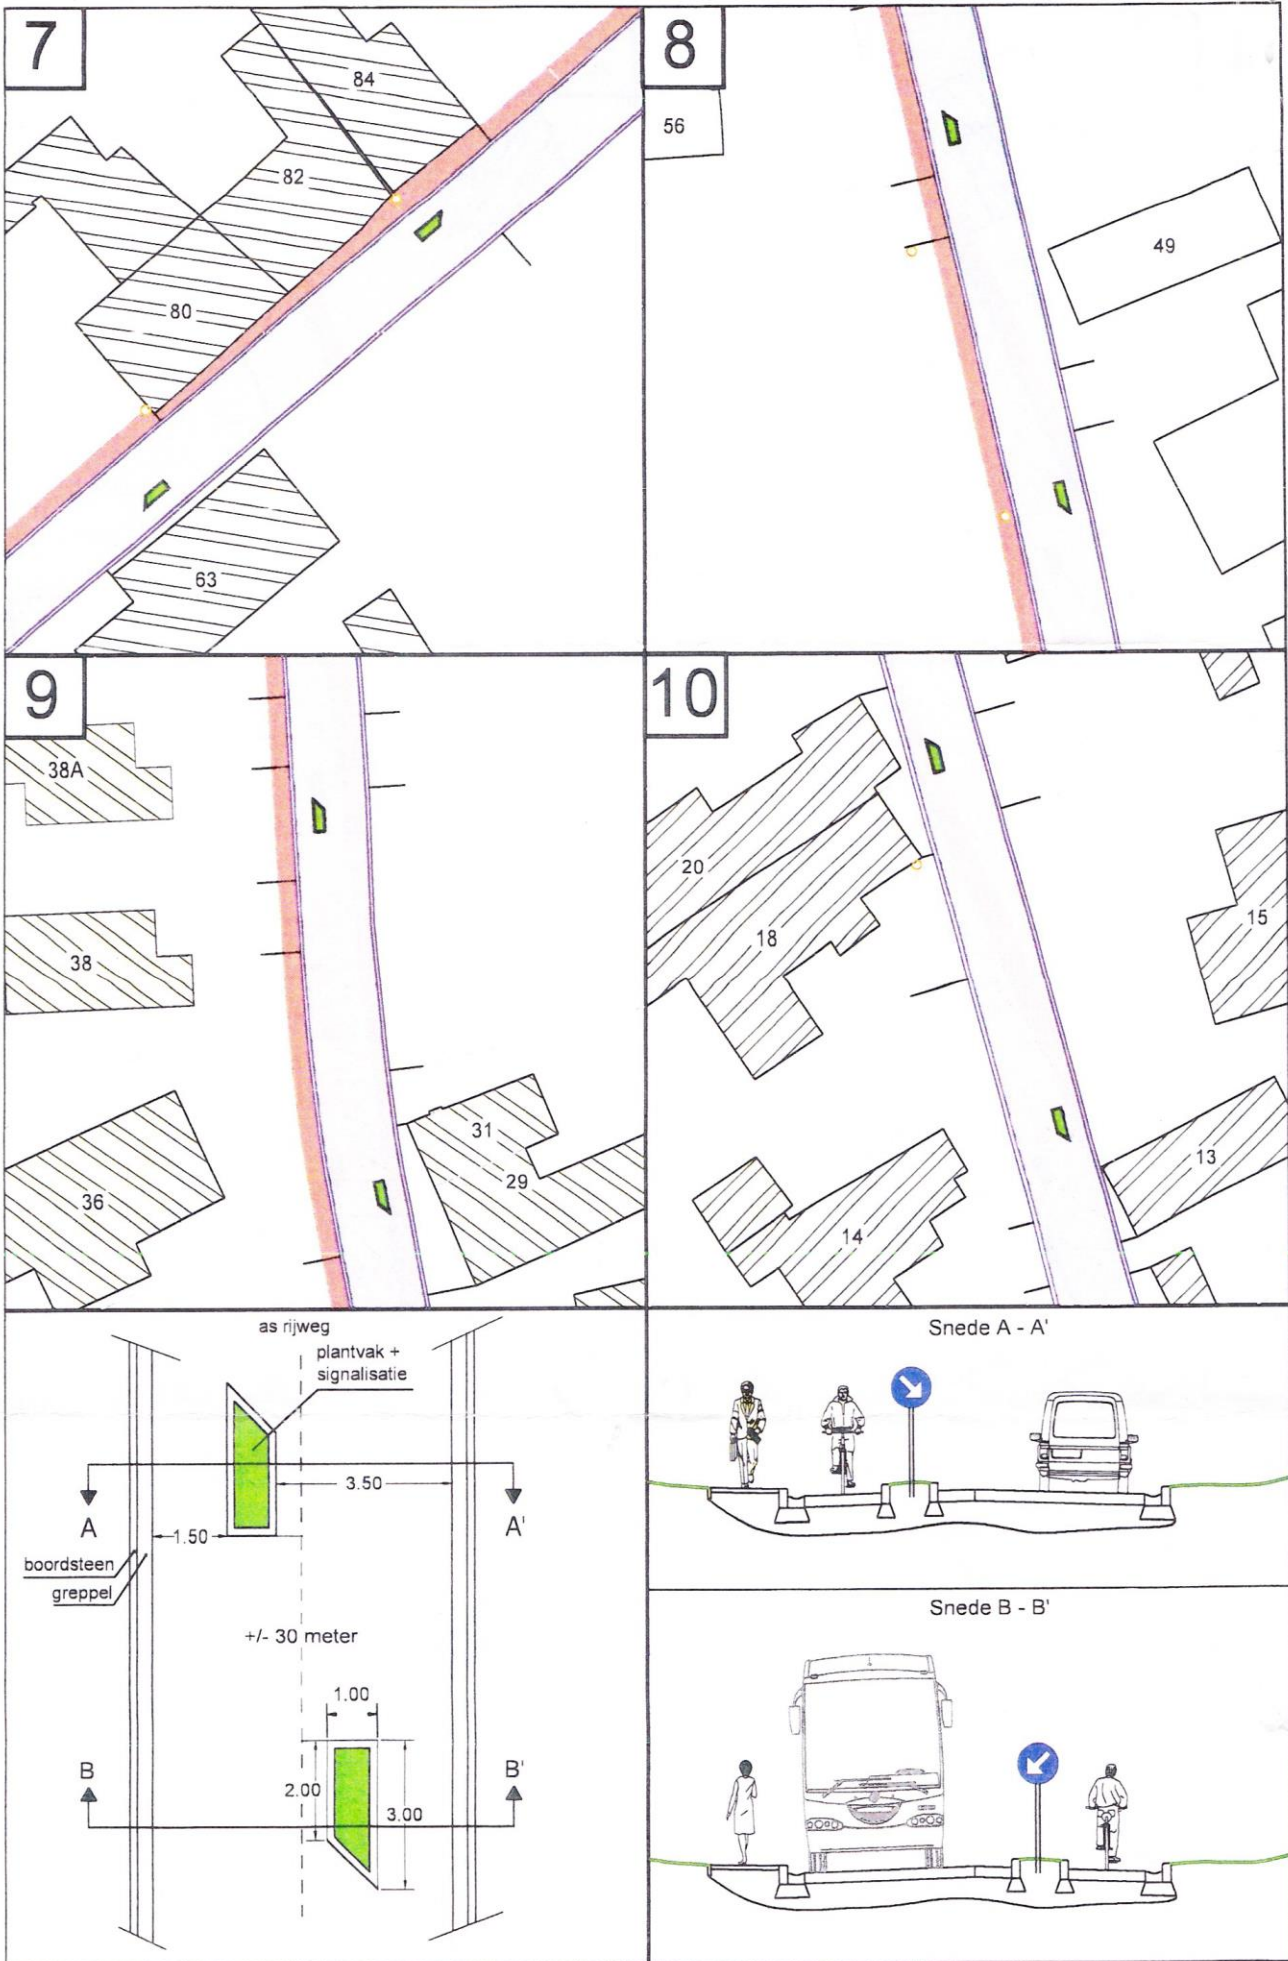 7
84
82
80
63
8
56
49
9
38A
38
36
31
29
10
20
18
15
14
13
as rijweg
plantvak +
signalisatie
3.50
A
A'
1.50
boordsteen
greppel
+/- 30 meter
1.00
B
B'
2.00
3.00
Snede A - A'
Snede B - B'